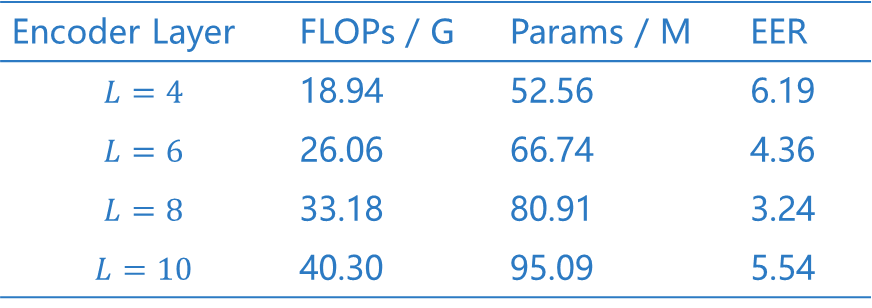 Encoder Layer FLOPs / G Params / M EER
L = 4 18.94 52.56 6.19
L = 6 26.06 66.74 4.36
L = 8 33.18 80.91 3.24
L = 10 40.30 95.09 5.54